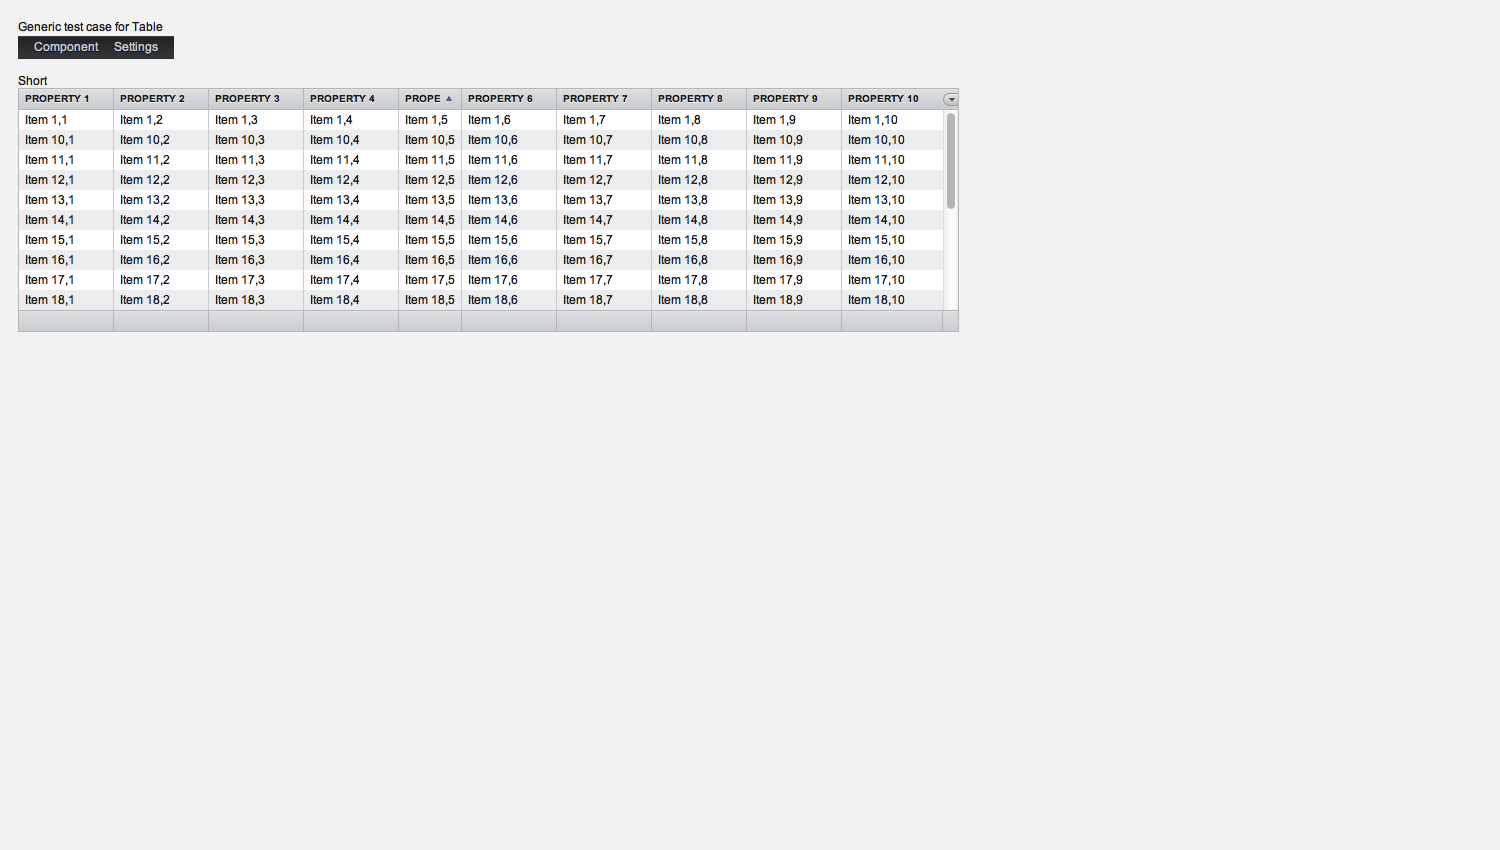 Generic test case for Table
Component Settings
Short
PROPERTY 1 PROPERTY 2 PROPERTY 3 PROPERTY 4 PROPE PROPERTY 6 PROPERTY 7 PROPERTY 8 PROPERTY 9 PROPERTY 10
Item 1,1 Item 1,2 Item 1,3 Item 1,4 Item 1,5 Item 1,6 Item 1,7 Item 1,8 Item 1,9 Item 1,10
Item 10,1 Item 10,2 Item 10,3 Item 10,4 Item 10,5 Item 10,6 Item 10,7 Item 10,8 Item 10,9 Item 10,10
Item 11,1 Item 11,2 Item 11,3 Item 11,4 Item 11,5 Item 11,6 Item 11,7 Item 11,8 Item 11,9 Item 11,10
Item 12,1 Item 12,2 Item 12,3 Item 12,4 Item 12,5 Item 12,6 Item 12,7 Item 12,8 Item 12,9 Item 12,10
Item 13,1 Item 13,2 Item 13,3 Item 13,4 Item 13,5 Item 13,6 Item 13,7 Item 13,8 Item 13,9 Item 13,10
Item 14,1 Item 14,2 Item 14,3 Item 14,4 Item 14,5 Item 14,6 Item 14,7 Item 14,8 Item 14,9 Item 14,10
Item 15,1 Item 15,2 Item 15,3 Item 15,4 Item 15,5 Item 15,6 Item 15,7 Item 15,8 Item 15,9 Item 15,10
Item 16,1 Item 16,2 Item 16,3 Item 16,4 Item 16,5 Item 16,6 Item 16,7 Item 16,8 Item 16,9 Item 16,10
Item 17,1 Item 17,2 Item 17,3 Item 17,4 Item 17,5 Item 17,6 Item 17,7 Item 17,8 Item 17,9 Item 17,10
Item 18,1 Item 18,2 Item 18,3 Item 18,4 Item 18,5 Item 18,6 Item 18,7 Item 18,8 Item 18,9 Item 18,10